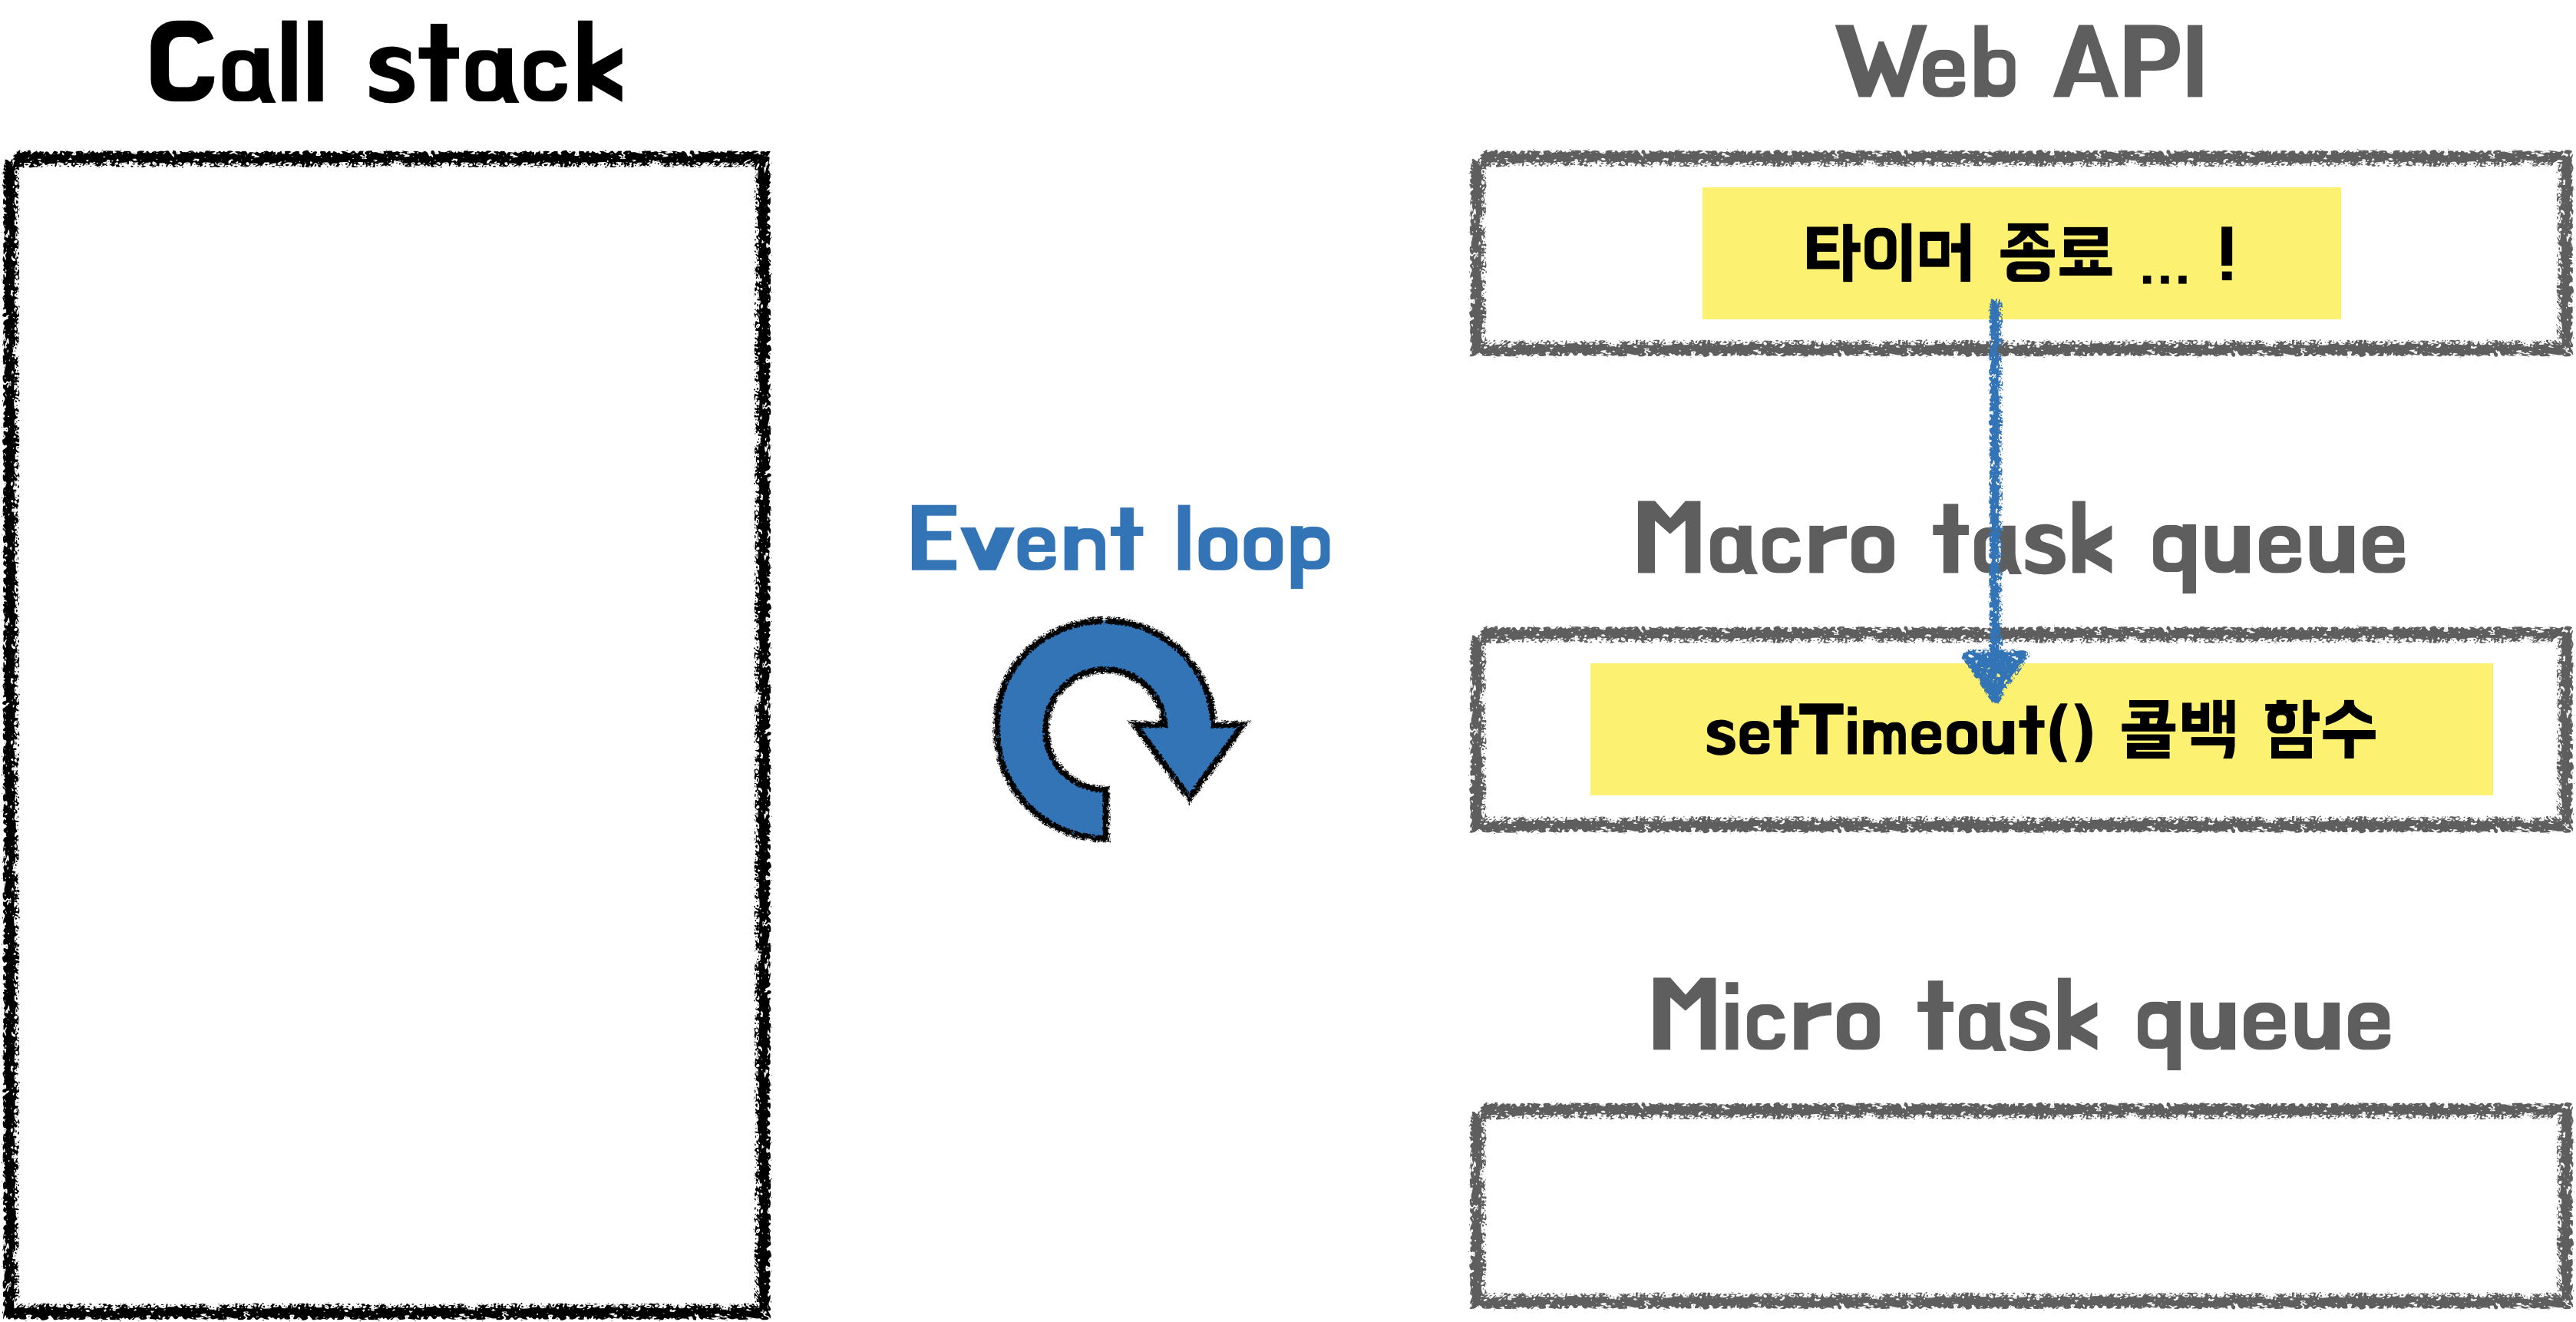 Call stack
Web API
타이머 종료 ... !
Event loop
Macro task queue
setTimeout() 콜백 함수
Micro task queue